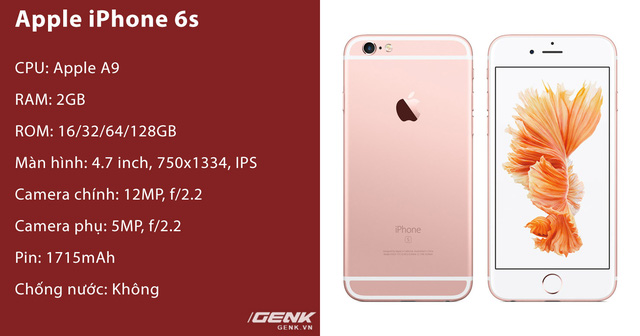 Apple iPhone 6s
CPU: Apple A9
RAM: 2GB
ROM: 16/32/64/128GB
Màn hình: 4.7 inch, 750x1334, IPS
Camera chính: 12MP, f/2.2
Camera phụ: 5MP, f/2.2
Pin: 1715mAh
Chống nước: Không
GENK
GENK.VN
iPhone
S